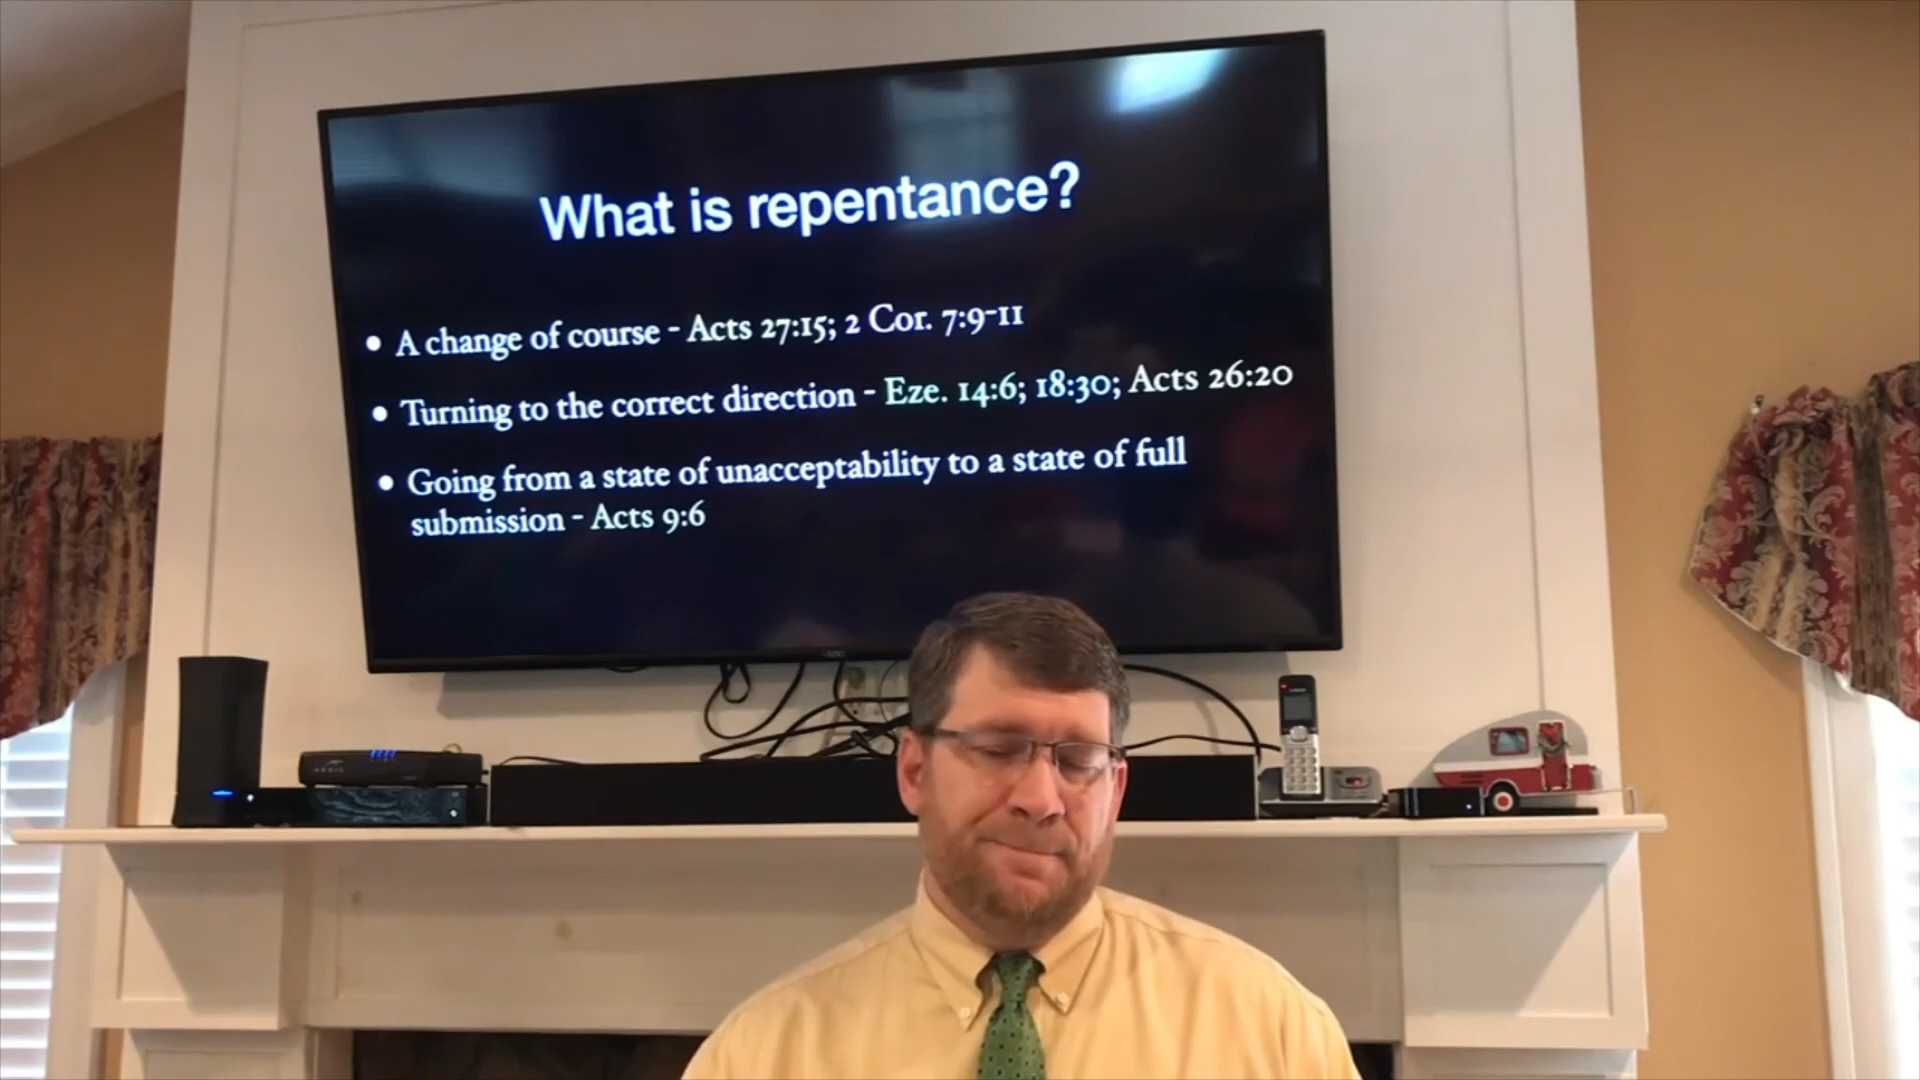 What is repentance?
• A change of course - Acts 27:15; 2 Cor. 7:9-11
• Turning to the correct direction - Eze. 14:6; 18:30; Acts 26:20
• Going from a state of unacceptability to a state of full
submission - Acts 9:6